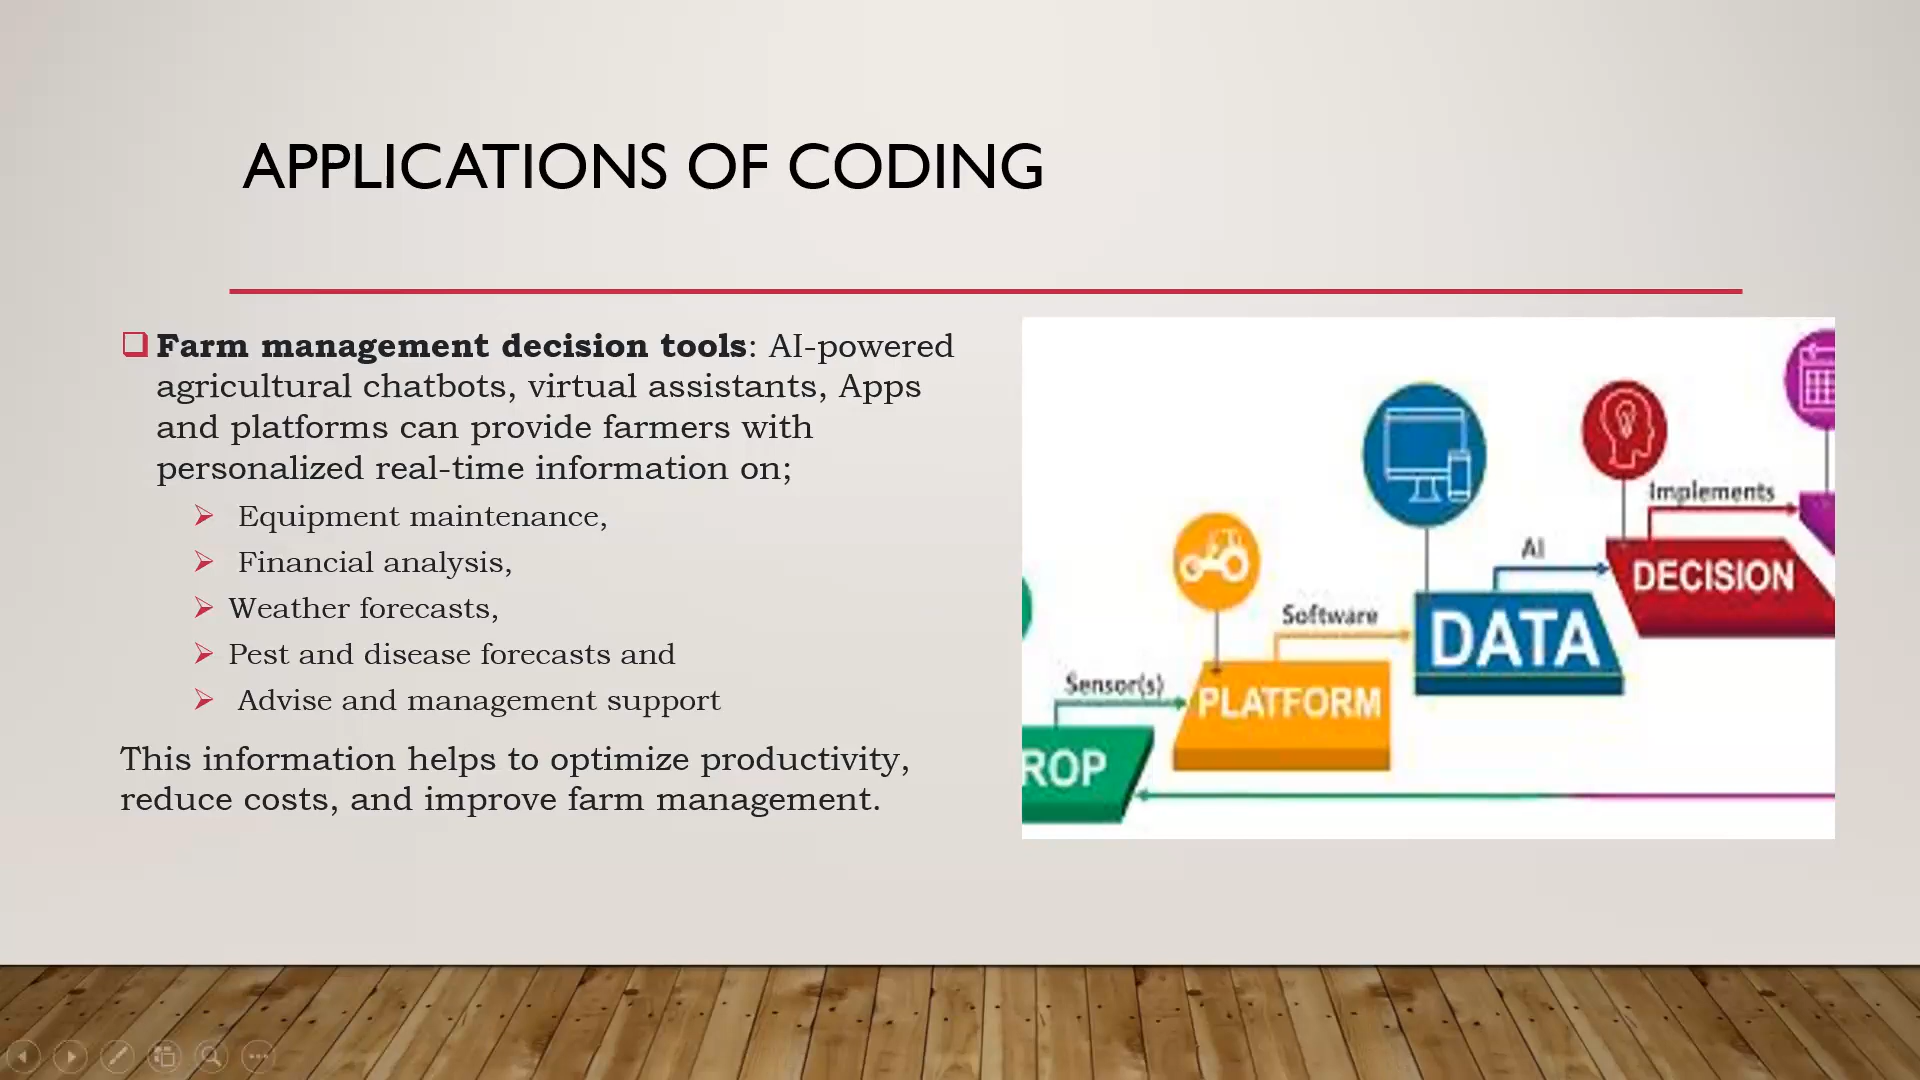 APPLICATIONS OF CODING
Farm management decision tools: AI-powered
agricultural chatbots, virtual assistants, Apps
and platforms can provide farmers with
personalized real-time information on;
Equipment maintenance,
Financial analysis,
Weather forecasts,
Pest and disease forecasts and
Advise and management support
This information helps to optimize productivity,
reduce costs, and improve farm management.
Implements
AI
DECISION
Software
DATA
Sensor(s)
PLATFORM
ROP